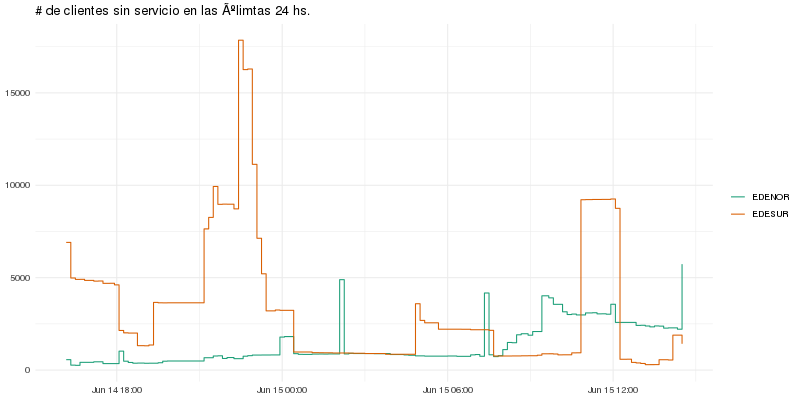 # de clientes sin servicio en las Ãºlimtas 24 hs.
15000
10000
5000
0
Jun 14 18:00
Jun 15 00:00
Jun 15 06:00
Jun 15 12:00
EDENOR
EDESUR